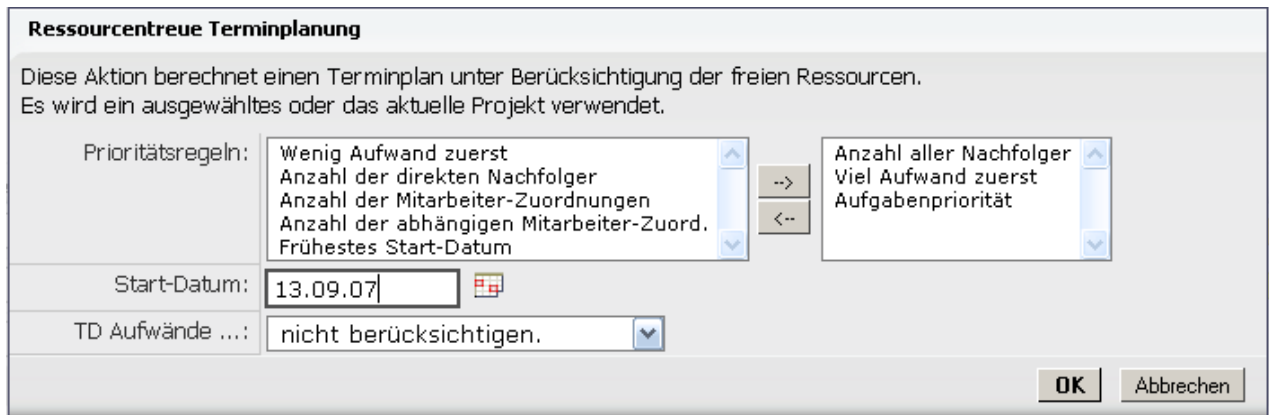 Ressourcentreue Terminplanung
Diese Aktion berechnet einen Terminplan unter Berücksichtigung der freien Ressourcen.
Es wird ein ausgewähltes oder das aktuelle Projekt verwendet.
Prioritätsregeln:
Wenig Aufwand zuerst
Anzahl der direkten Nachfolger
Anzahl der Mitarbeiter-Zuordnungen
Anzahl der abhängigen Mitarbeiter-Zuord.
Frühestes Start-Datum
-->
<--
Anzahl aller Nachfolger
Viel Aufwand zuerst
Aufgabenpriorität
Start-Datum:
13.09.07
TD Aufwände ...:
nicht berücksichtigen.
OK
Abbrechen